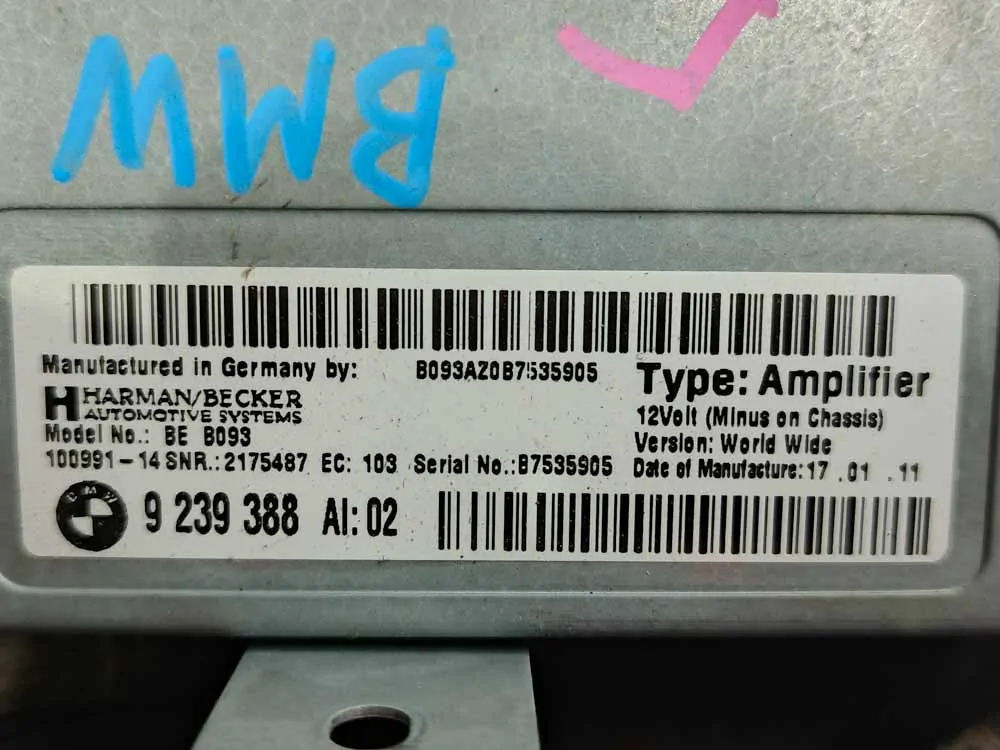 BMW
Manufactured in Germany by:
B093AZ0B7535905
HARMAN/BECKER
AUTOMOTIVE SYSTEMS
Model No.: BE B093
100991-14 SNR.: 2175487 EC: 103 Serial No.: B7535905
Type: Amplifier
12Volt (Minus on Chassis)
Version: World Wide
Date of Manufacture: 17 .01 .11
BMW
9 239 388 AI: 02